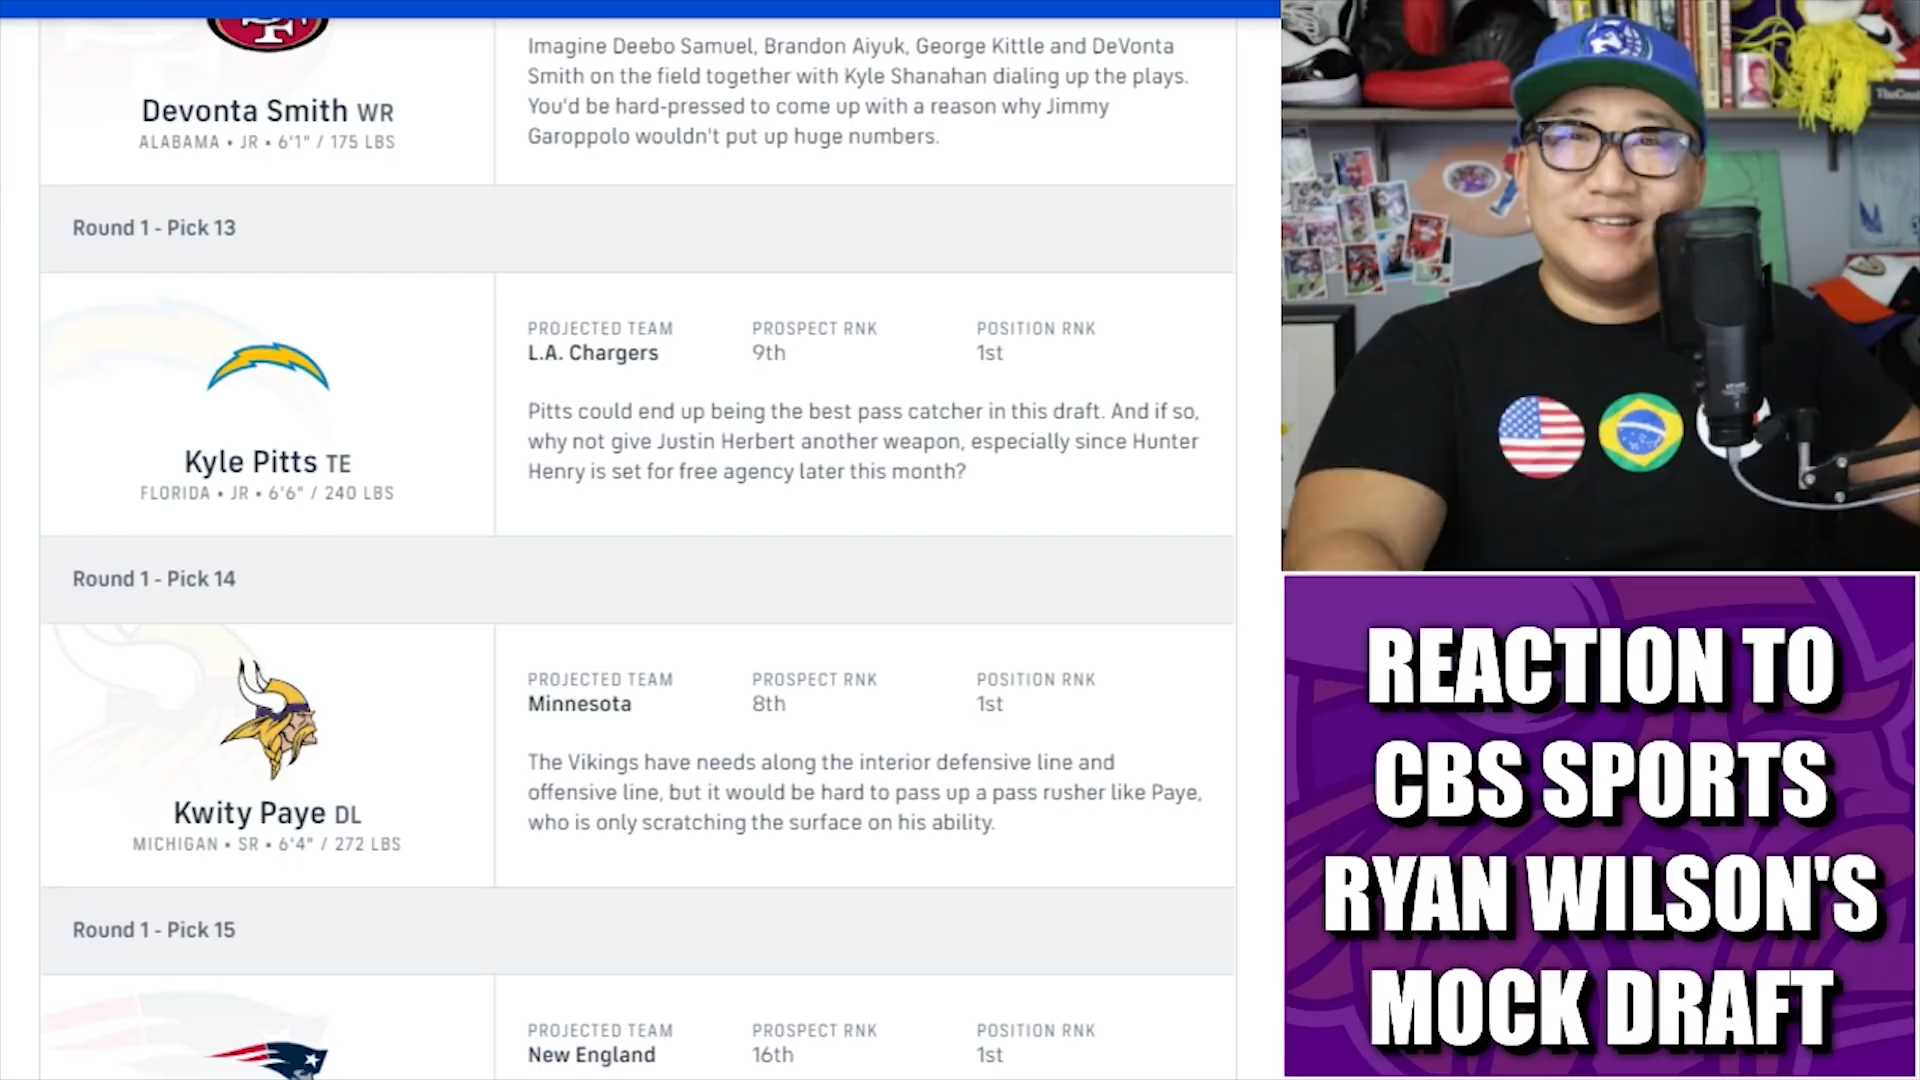 Imagine Deebo Samuel, Brandon Aiyuk, George Kittle and DeVonta
Smith on the field together with Kyle Shanahan dialing up the plays.
You'd be hard-pressed to come up with a reason why Jimmy
Garoppolo wouldn't put up huge numbers.
SF
Devonta Smith WR
ALABAMA • JR • 6'1" / 175 LBS
Round 1 - Pick 13
PROJECTED TEAM PROSPECT RNK POSITION RNK
L.A. Chargers 9th 1st
Pitts could end up being the best pass catcher in this draft. And if so,
why not give Justin Herbert another weapon, especially since Hunter
Henry is set for free agency later this month?
Kyle Pitts TE
FLORIDA • JR • 6'6" / 240 LBS
Round 1 - Pick 14
PROJECTED TEAM PROSPECT RNK POSITION RNK
Minnesota 8th 1st
The Vikings have needs along the interior defensive line and
offensive line, but it would be hard to pass up a pass rusher like Paye,
who is only scratching the surface on his ability.
Kwity Paye DL
MICHIGAN • SR • 6'4" / 272 LBS
Round 1 - Pick 15
PROJECTED TEAM PROSPECT RNK POSITION RNK
New England 16th 1st
REACTION TO
CBS SPORTS
RYAN WILSON'S
MOCK DRAFT